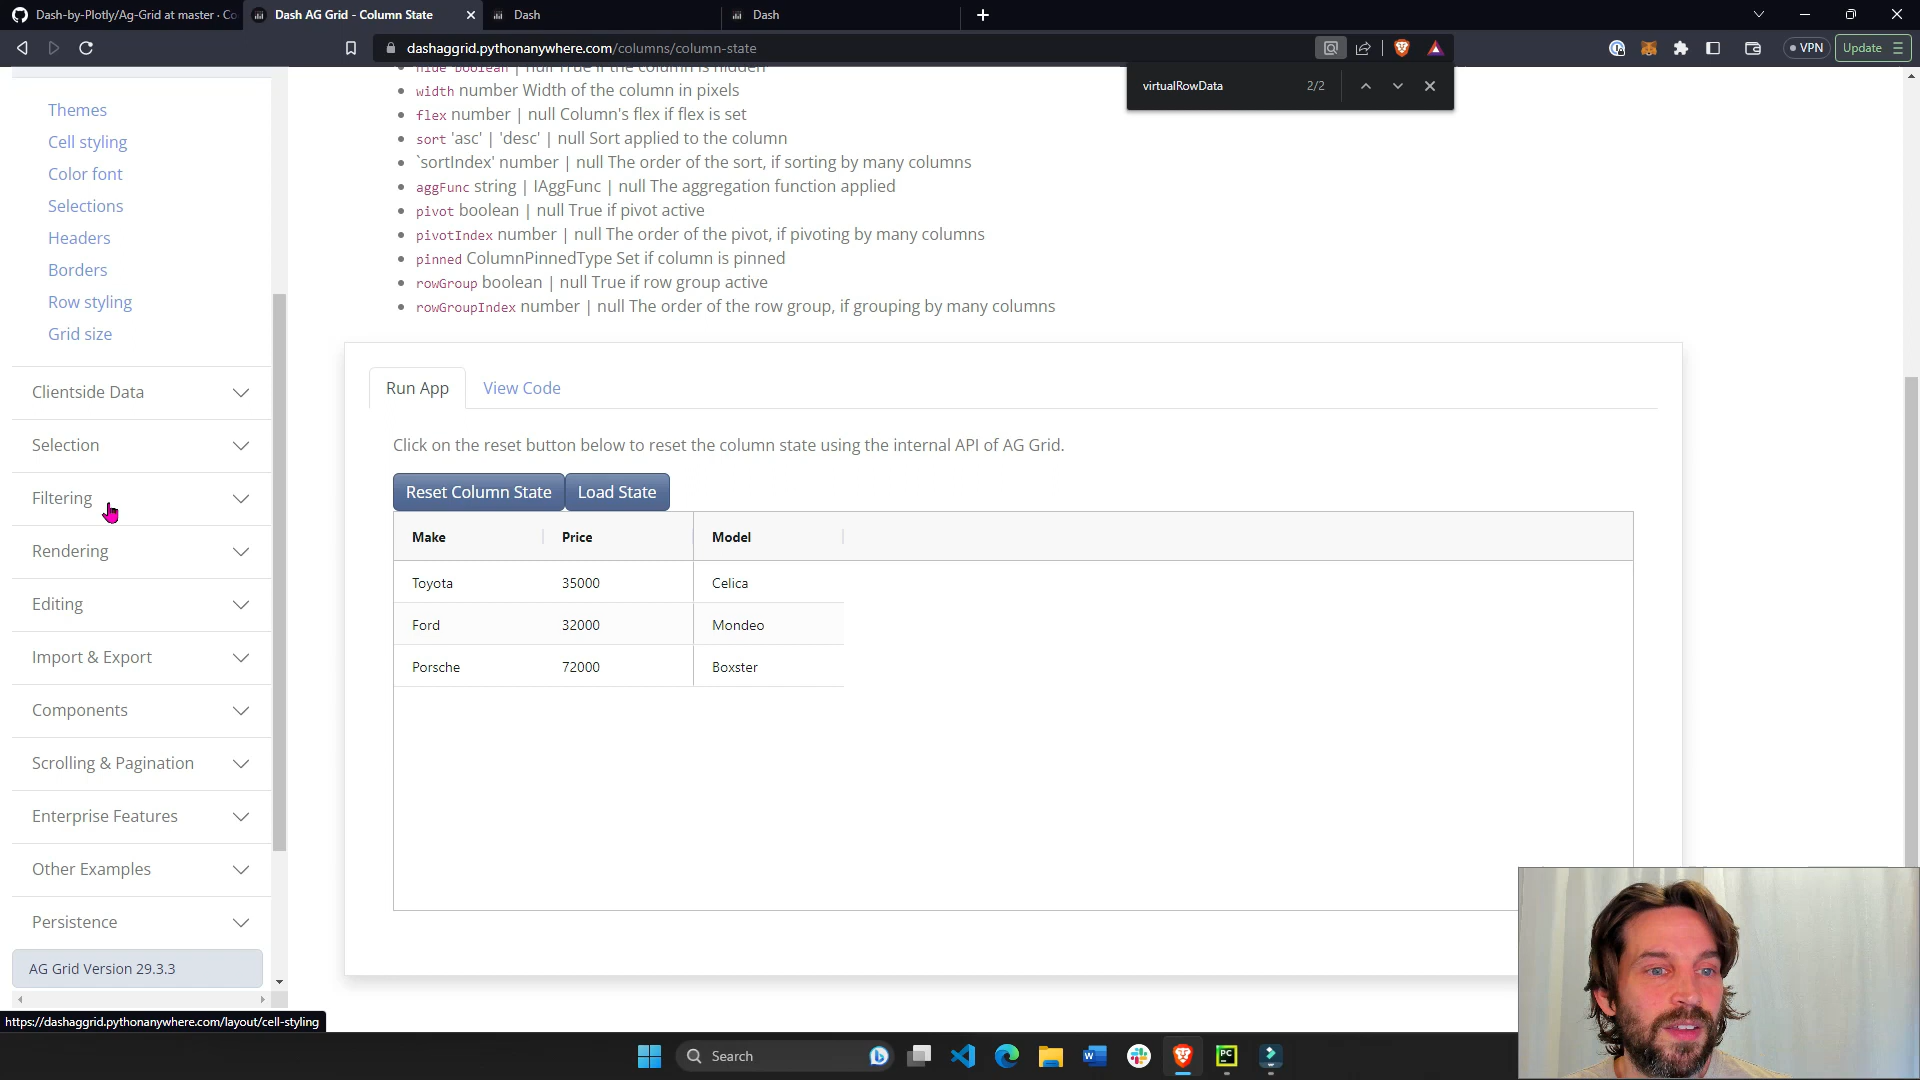 Dash-by-Plotly/Ag-Grid at master · Co
Dash AG Grid - Column State
Dash
Dash
dashaggrid.pythonanywhere.com/columns/column-state
VPN
Update
virtualRowData 2/2
Themes
Cell styling
Color font
Selections
Headers
Borders
Row styling
Grid size
Clientside Data
Selection
Filtering
Rendering
Editing
Import & Export
Components
Scrolling & Pagination
Enterprise Features
Other Examples
Persistence
AG Grid Version 29.3.3
https://dashaggrid.pythonanywhere.com/layout/cell-styling
hide boolean | null True if the column is hidden
width number Width of the column in pixels
flex number | null Column's flex if flex is set
sort 'asc' | 'desc' | null Sort applied to the column
`sortIndex' number | null The order of the sort, if sorting by many columns
aggFunc string | IAggFunc | null The aggregation function applied
pivot boolean | null True if pivot active
pivotIndex number | null The order of the pivot, if pivoting by many columns
pinned ColumnPinnedType Set if column is pinned
rowGroup boolean | null True if row group active
rowGroupIndex number | null The order of the row group, if grouping by many columns
Run App View Code
Click on the reset button below to reset the column state using the internal API of AG Grid.
Reset Column State Load State
Make Price Model
Toyota 35000 Celica
Ford 32000 Mondeo
Porsche 72000 Boxster
Search